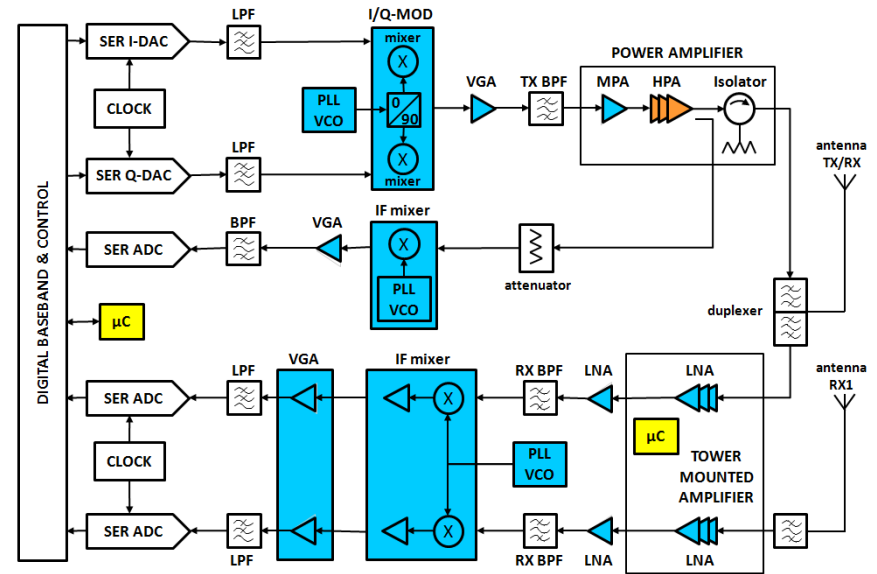 LPF
I/Q-MOD
SER I-DAC
mixer
POWER AMPLIFIER
VGA
TX BPF
MPA
HPA
Isolator
X
CLOCK
PLL
VCO
0
90
LPF
X
mixer
SER Q-DAC
antenna
TX/RX
DIGITAL BASEBAND & CONTROL
BPF
VGA
IF mixer
SER ADC
X
attenuator
PLL
VCO
µC
duplexer
VGA
IF mixer
LPF
RX BPF
LNA
LNA
antenna
RX1
SER ADC
X
µC
CLOCK
PLL
VCO
TOWER
MOUNTED
AMPLIFIER
SER ADC
X
LPF
RX BPF
LNA
LNA